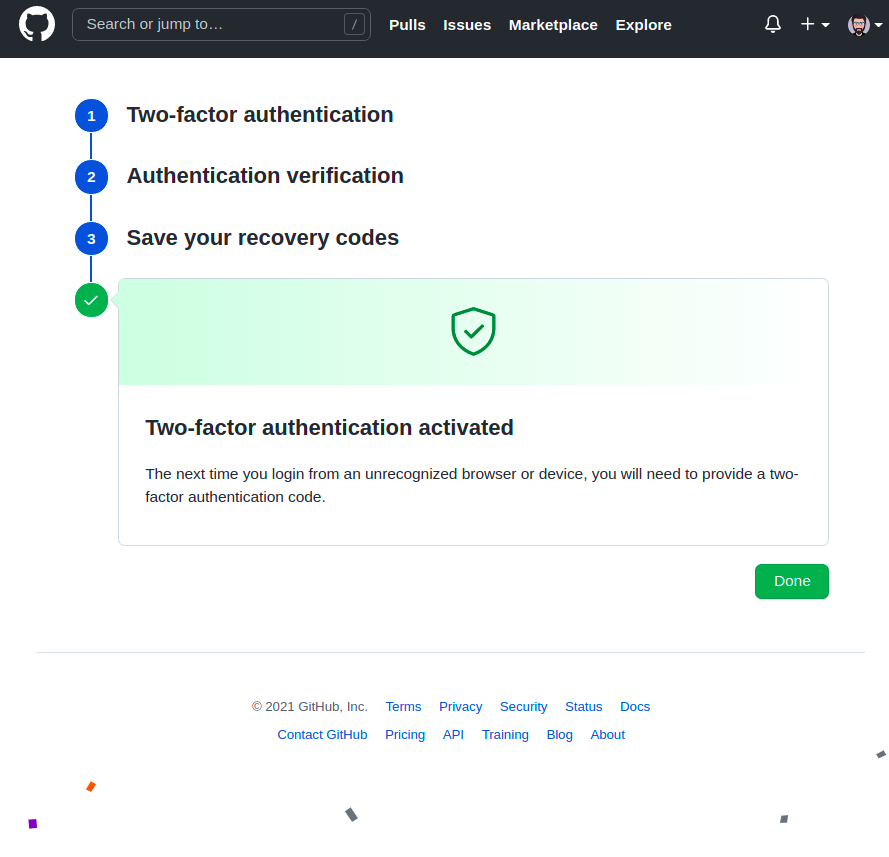 Search or jump to… / Pulls Issues Marketplace Explore
1 Two-factor authentication
2 Authentication verification
3 Save your recovery codes
Two-factor authentication activated
The next time you login from an unrecognized browser or device, you will need to provide a two-
factor authentication code.
Done
© 2021 GitHub, Inc. Terms Privacy Security Status Docs
Contact GitHub Pricing API Training Blog About